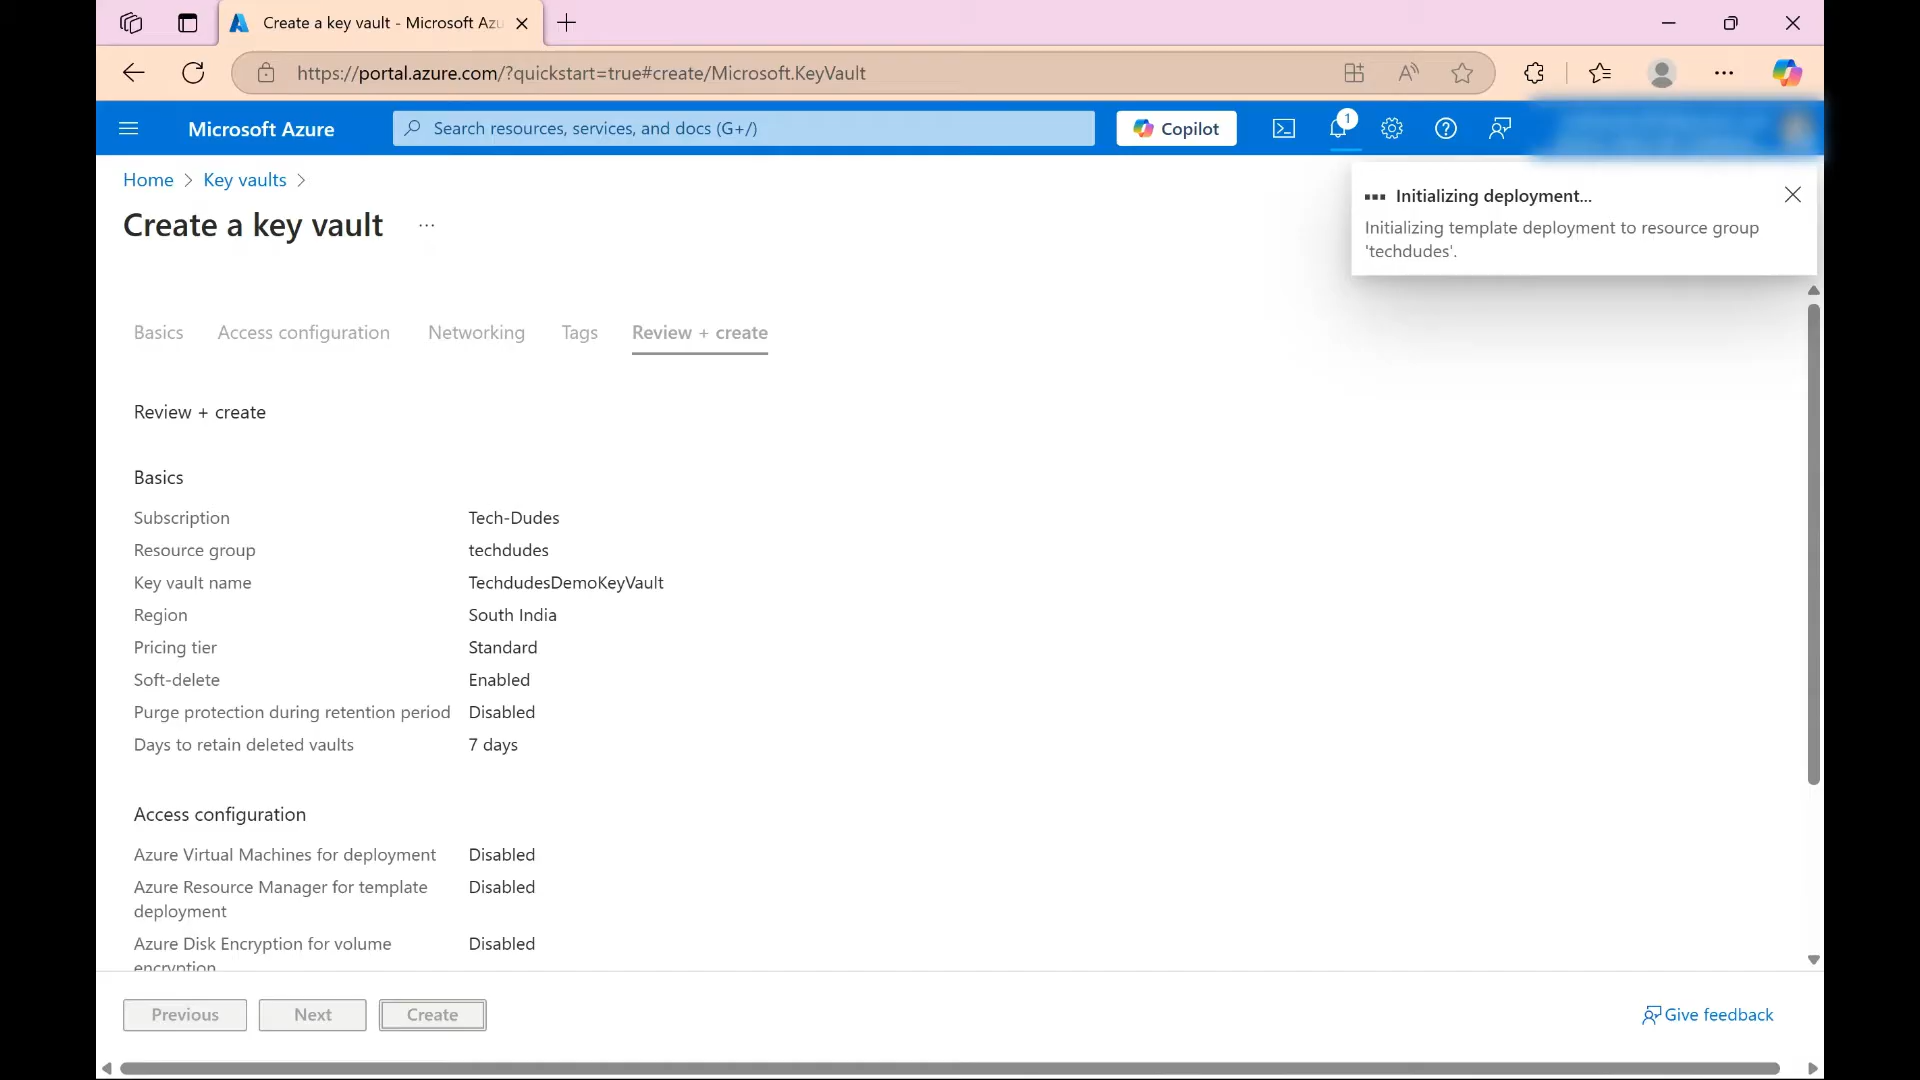 Create a key vault - Microsoft Azu
https://portal.azure.com/?quickstart=true#create/Microsoft.KeyVault
Microsoft Azure
Search resources, services, and docs (G+/)
Copilot
1
Home > Key vaults >
Create a key vault ...
Initializing deployment...
Initializing template deployment to resource group
'techdudes'.
Basics Access configuration Networking Tags Review + create
Review + create
Basics
Subscription Tech-Dudes
Resource group techdudes
Key vault name TechdudesDemoKeyVault
Region South India
Pricing tier Standard
Soft-delete Enabled
Purge protection during retention period Disabled
Days to retain deleted vaults 7 days
Access configuration
Azure Virtual Machines for deployment Disabled
Azure Resource Manager for template Disabled
deployment
Azure Disk Encryption for volume Disabled
encryption
Previous Next Create
Give feedback